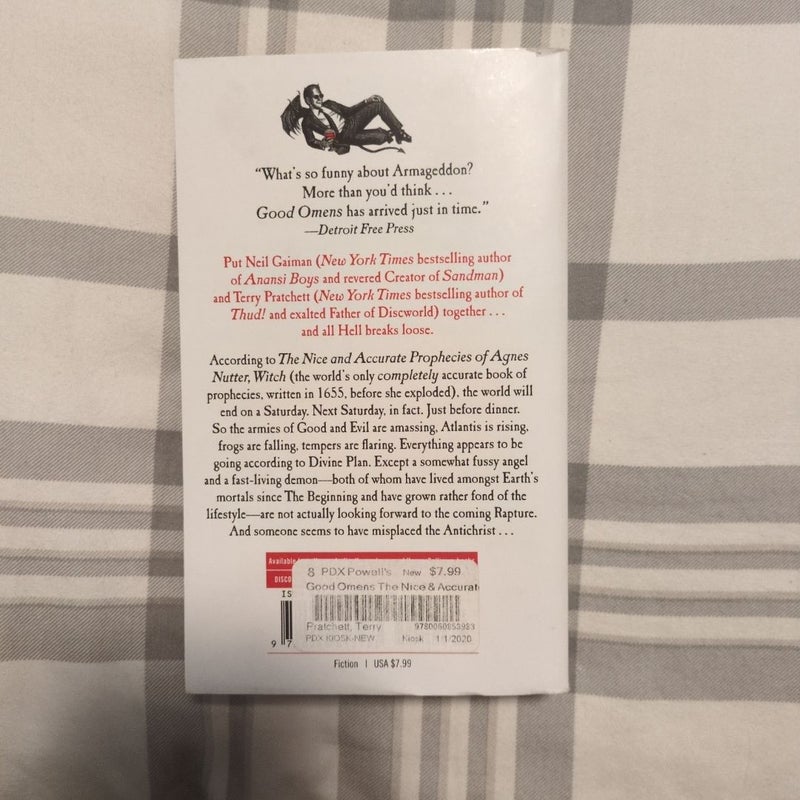 “What's so funny about Armageddon?
More than you'd think . . .
Good Omens has arrived just in time.”
—Detroit Free Press
Put Neil Gaiman (New York Times bestselling author
of Anansi Boys and revered Creator of Sandman)
and Terry Pratchett (New York Times bestselling author of
Thud! and exalted Father of Discworld) together . . .
and all Hell breaks loose.
According to The Nice and Accurate Prophecies of Agnes
Nutter, Witch (the world's only completely accurate book of
prophecies, written in 1655, before she exploded), the world will
end on a Saturday. Next Saturday, in fact. Just before dinner.
So the armies of Good and Evil are amassing, Atlantis is rising,
frogs are falling, tempers are flaring. Everything appears to be
going according to Divine Plan. Except a somewhat fussy angel
and a fast-living demon—both of whom have lived amongst Earth's
mortals since The Beginning and have grown rather fond of the
lifestyle—are not actually looking forward to the coming Rapture.
And someone seems to have misplaced the Antichrist . . .
Available
DISCO
8 PDX Powell's New $7.99
Good Omens The Nice & Accurat
IS
Pratchett, Terry 9780060853983
PDX KIOSK-NEW Kiosk 1/1/2020
9 7
Fiction | USA $7.99